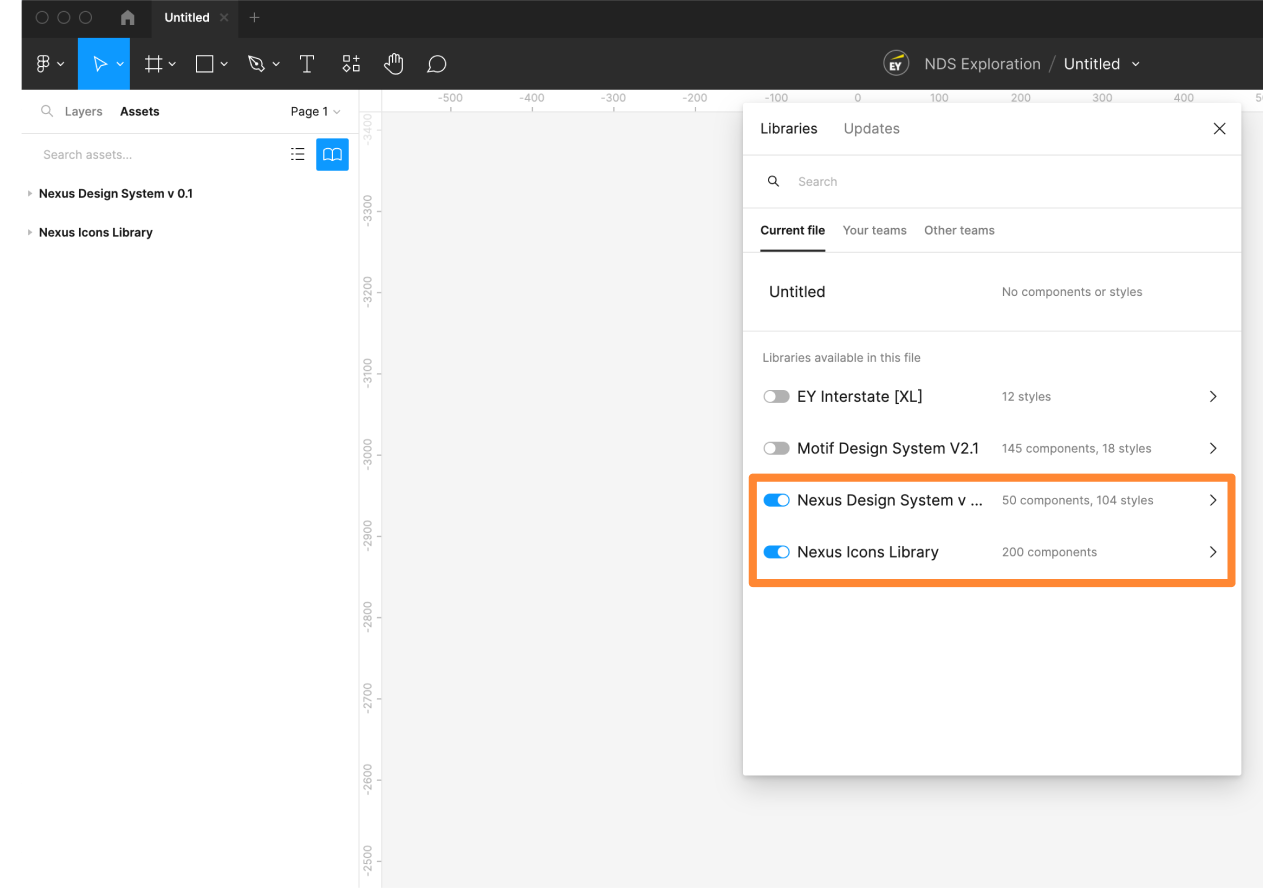 Untitled
EY NDS Exploration / Untitled
Layers Assets Page 1
Search assets...
Nexus Design System v 0.1
Nexus Icons Library
-500 -400 -300 -200 -100 0 100 200 300 400 5
-3400
-3300
-3200
-3100
-3000
-2900
-2800
-2700
-2600
-2500
Libraries Updates
Search
Current file Your teams Other teams
Untitled No components or styles
Libraries available in this file
EY Interstate [XL] 12 styles
Motif Design System V2.1 145 components, 18 styles
Nexus Design System v ... 50 components, 104 styles
Nexus Icons Library 200 components